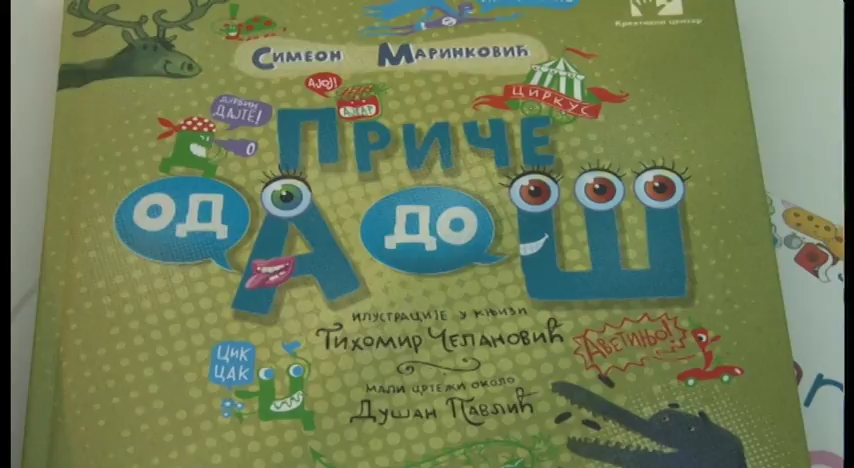 Креативни центар
Симеон Маринковић
АЈОЈ!
АЈВАР
ЦИРКУС
ДУРБИН
ДАЈТЕ!
ПРИЧЕ
ОД А ДО Ш
ИЛУСТРАЦИЈЕ У КЊИЗИ
Тихомир Челановић
ЦИК
ЦАК
АВЕТИЊО!
МАЛИ ЦРТЕЖИ ОКОЛО
Душан Павлић